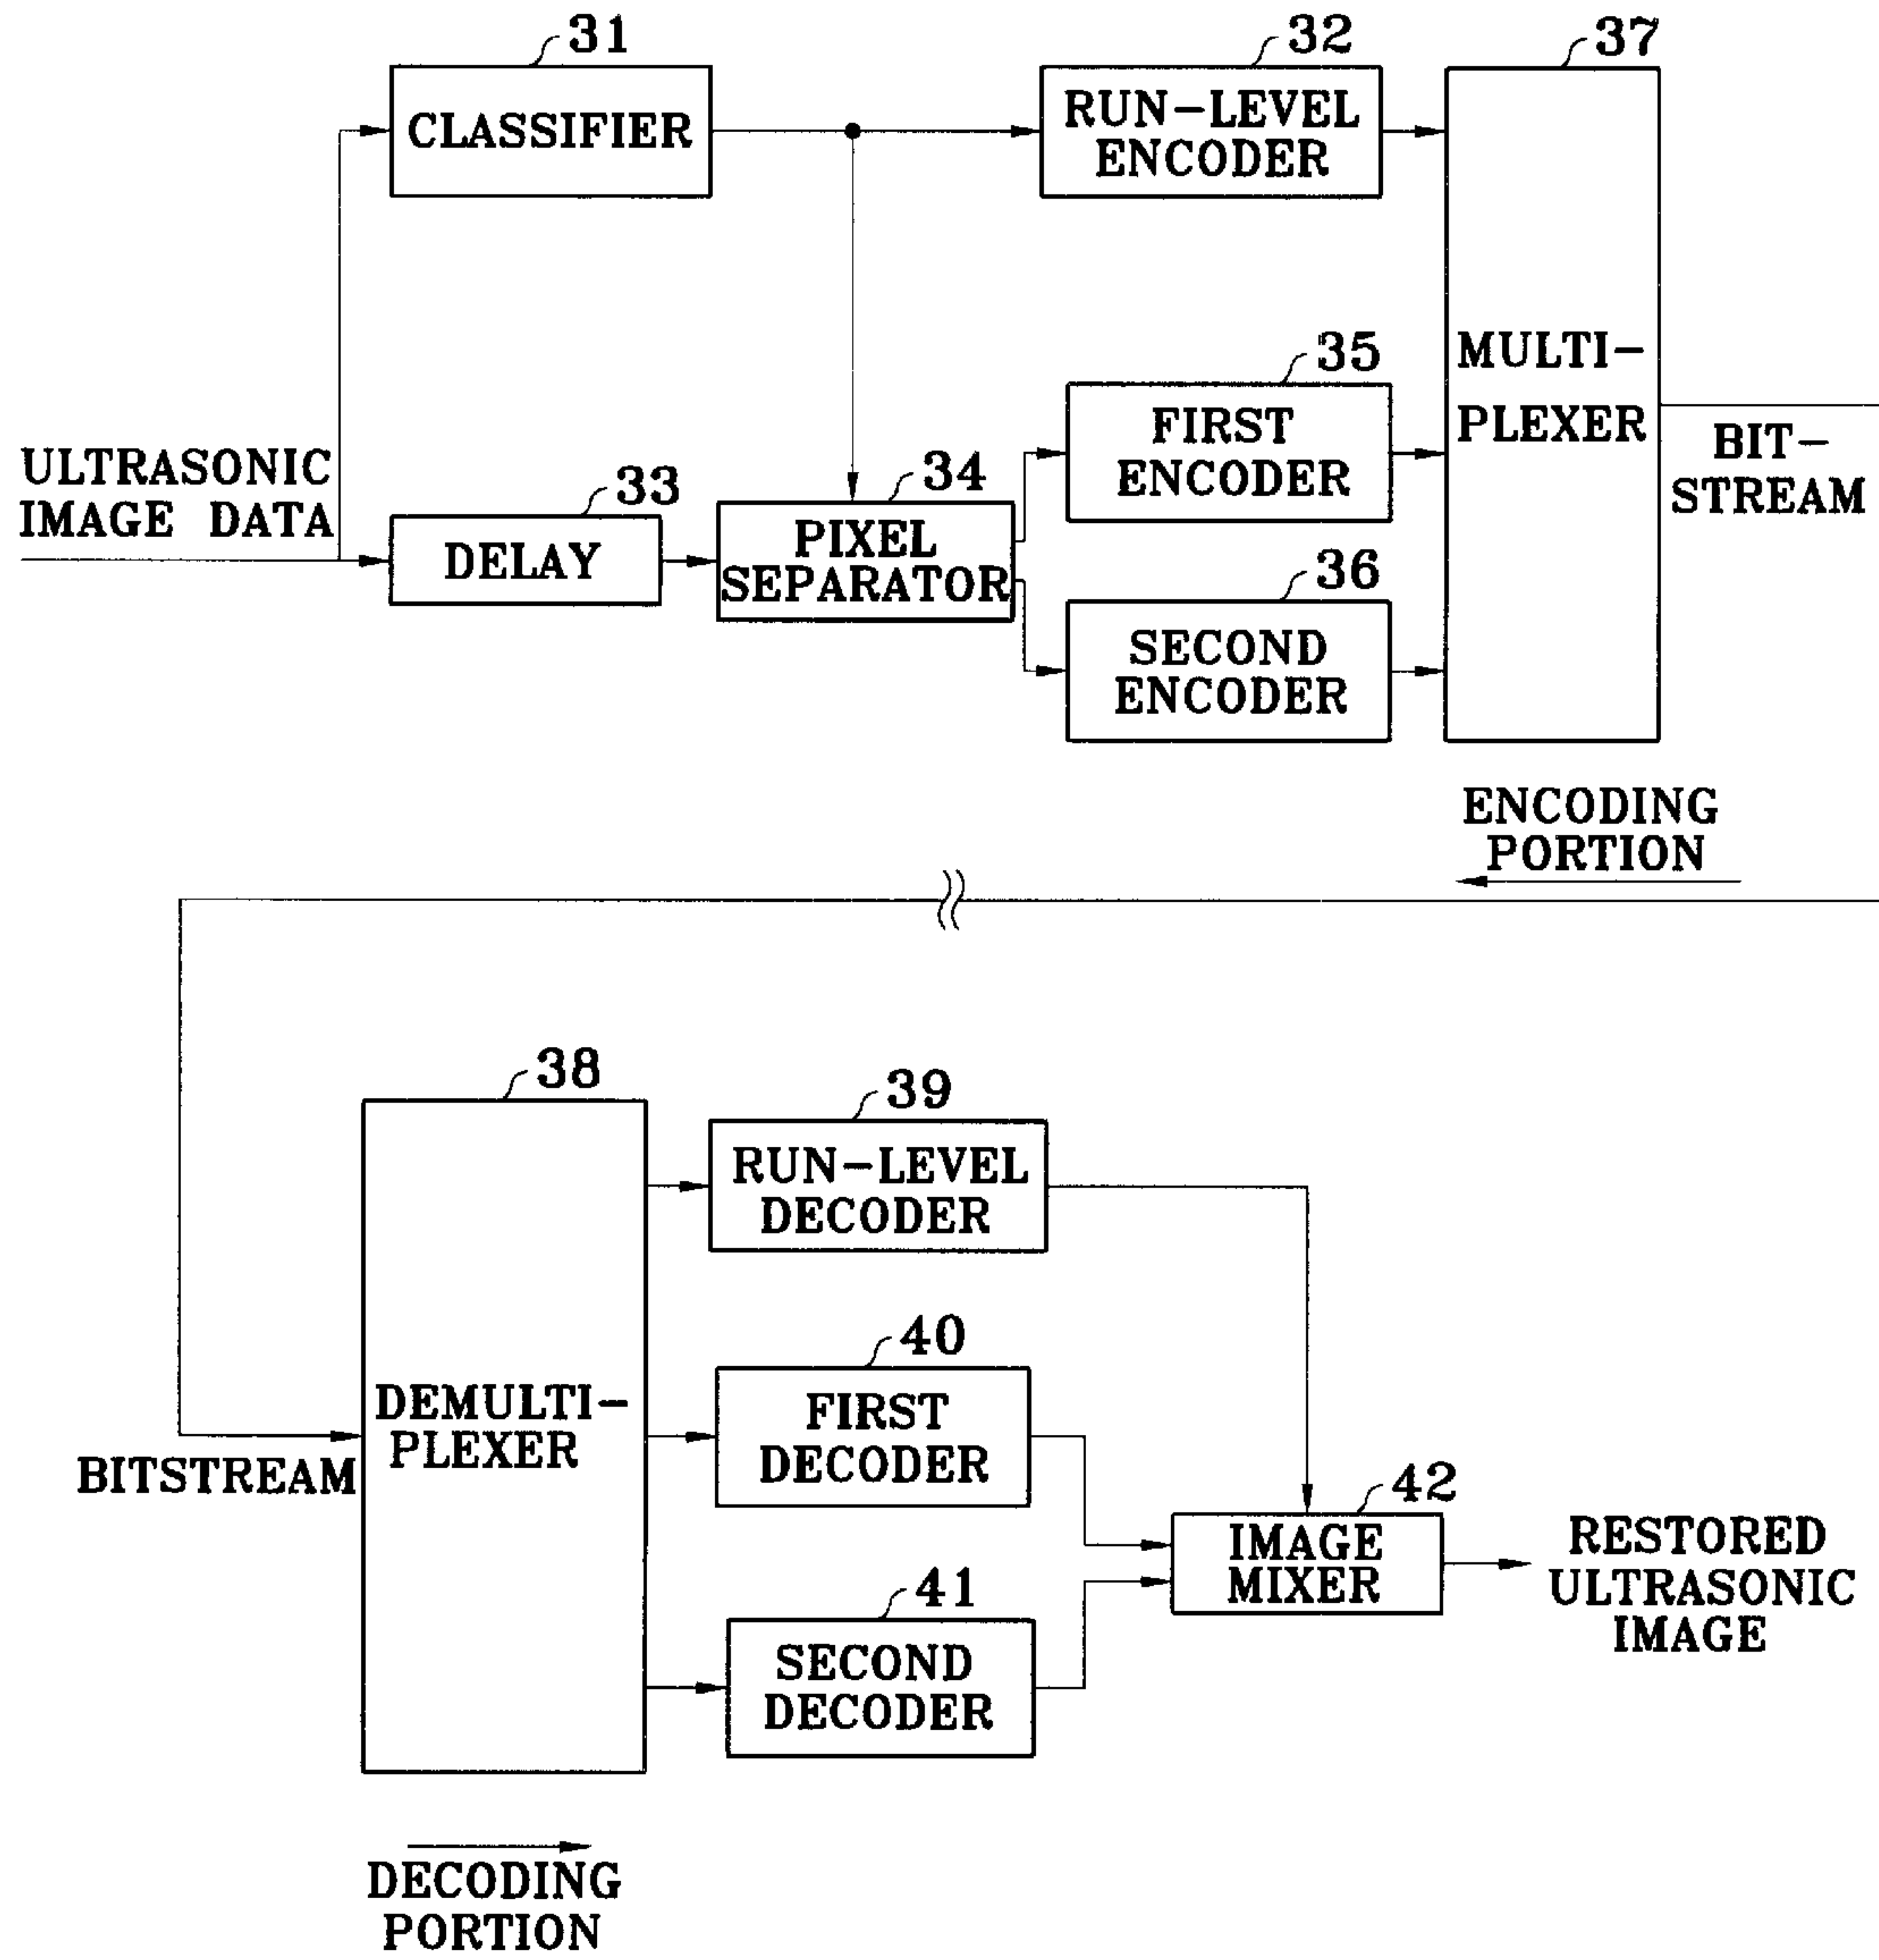 31
CLASSIFIER
32
RUN-LEVEL
ENCODER
37
MULTI-
PLEXER
35
FIRST
ENCODER
BIT-
STREAM
ULTRASONIC
IMAGE DATA
33
DELAY
34
PIXEL
SEPARATOR
36
SECOND
ENCODER
ENCODING
PORTION
38
DEMULTI-
PLEXER
BITSTREAM
39
RUN-LEVEL
DECODER
40
FIRST
DECODER
41
SECOND
DECODER
42
IMAGE
MIXER
RESTORED
ULTRASONIC
IMAGE
DECODING
PORTION